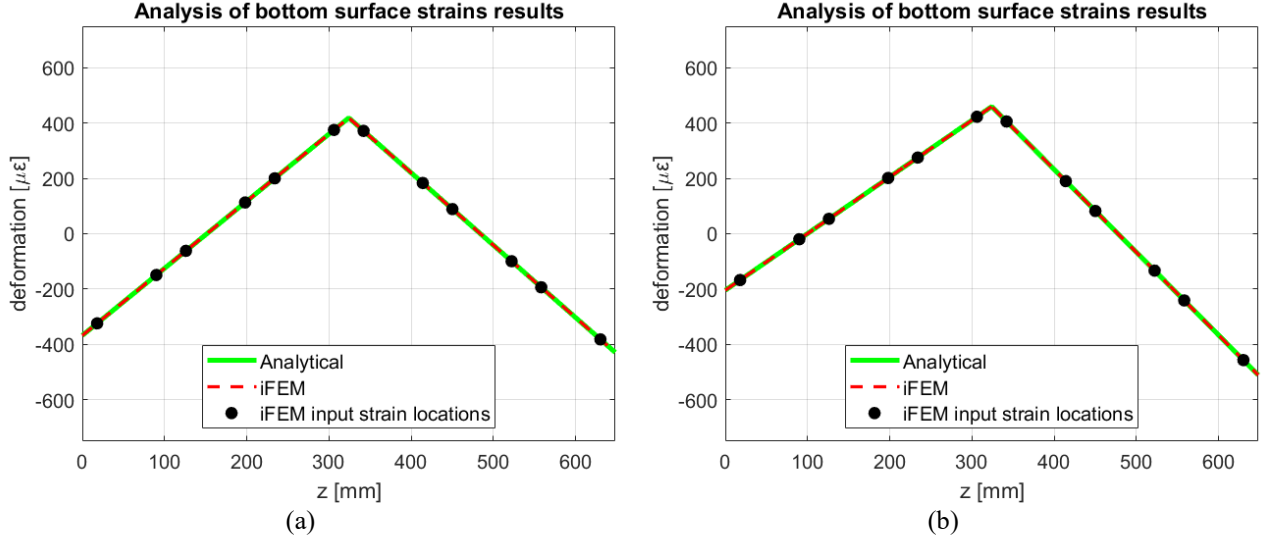 Analysis of bottom surface strains results
600
400
200
0
-200
-400
-600
deformation [με]
Analytical
iFEM
iFEM input strain locations
0 100 200 300 400 500 600
z [mm]
(a)
Analysis of bottom surface strains results
600
400
200
0
-200
-400
-600
deformation [με]
Analytical
iFEM
iFEM input strain locations
0 100 200 300 400 500 600
z [mm]
(b)